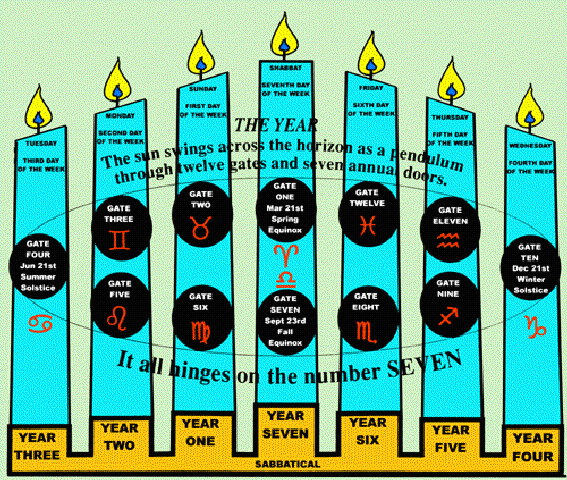 SHABBAT
SEVENTH DAY
OF THE WEEK
SUNDAY
FIRST DAY
OF THE WEEK
FRIDAY
SIXTH DAY
OF THE WEEK
MONDAY
SECOND DAY
OF THE WEEK
THURSDAY
FIFTH DAY
OF THE WEEK
TUESDAY
THIRD DAY
OF THE WEEK
WEDNESDAY
FOURTH DAY
OF THE WEEK
THE YEAR
The sun swings across the horizon as a pendulum
through twelve gates and seven annual doors.
GATE
FOUR
Jun 21st
Summer
Solstice
♋
GATE
THREE
♊
GATE
TWO
♉
GATE
ONE
Mar 21st
Spring
Equinox
♈
GATE
TWELVE
♓
GATE
ELEVEN
♒
GATE
TEN
Dec 21st
Winter
Solstice
♑
GATE
FIVE
♌
GATE
SIX
♍
♎
GATE
SEVEN
Sept 23rd
Fall
Equinox
GATE
EIGHT
♏
GATE
NINE
♐
It all hinges on the number SEVEN
YEAR
THREE
YEAR
TWO
YEAR
ONE
YEAR
SEVEN
YEAR
SIX
YEAR
FIVE
YEAR
FOUR
SABBATICAL